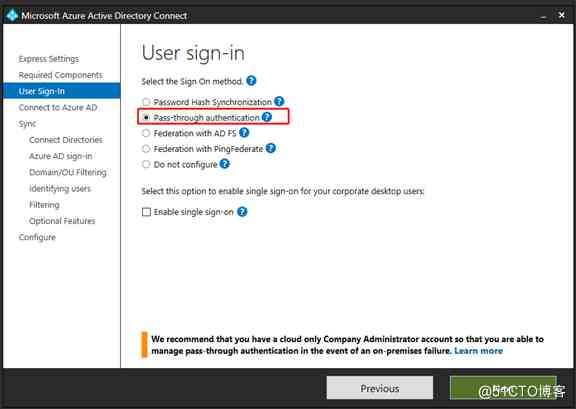 Microsoft Azure Active Directory Connect
User sign-in
Express Settings
Required Components
User Sign-In
Connect to Azure AD
Sync
Connect Directories
Azure AD sign-in
Domain/OU Filtering
Identifying users
Filtering
Optional Features
Configure
Select the Sign On method. ?
Password Hash Synchronization ?
Pass-through authentication ?
Federation with AD FS ?
Federation with PingFederate ?
Do not configure ?
Select this option to enable single sign-on for your corporate desktop users:
Enable single sign-on ?
We recommend that you have a cloud only Company Administrator account so that you are able to
manage pass-through authentication in the event of an on-premises failure. Learn more
Previous
Next
@51CTO博客